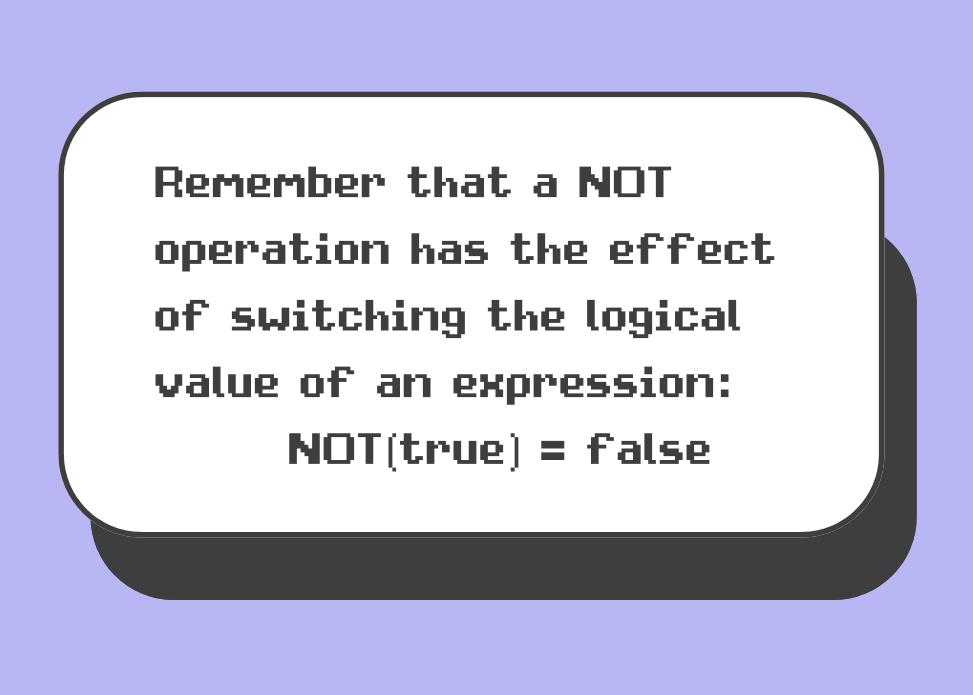 Remember that a NOT
operation has the effect
of switching the logical
value of an expression:
NOT(true) = false